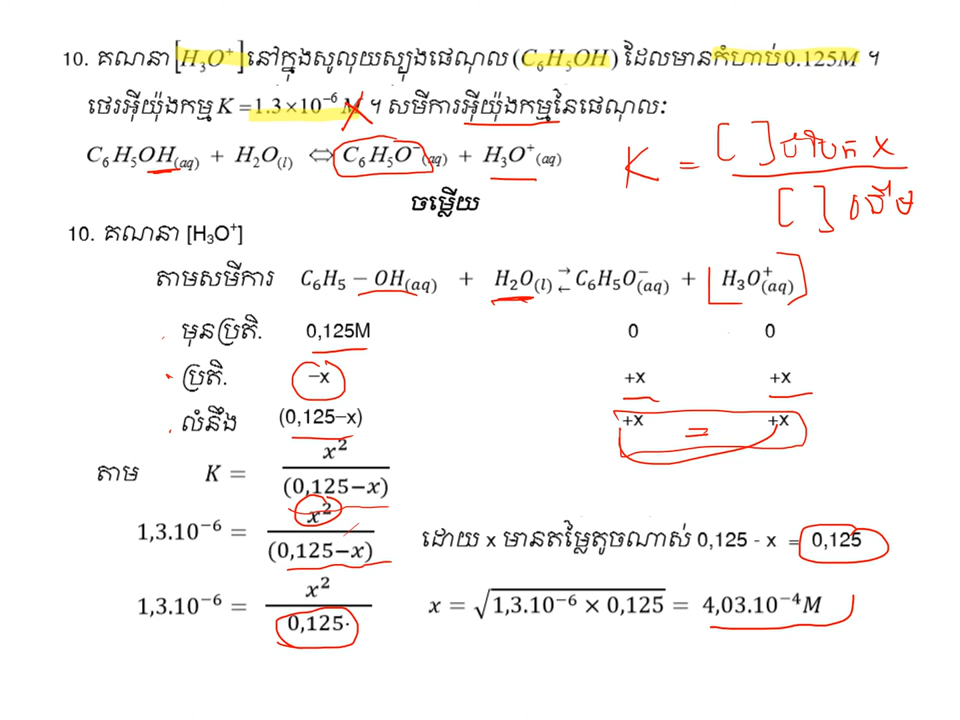 10. គណនា [H₃O⁺] នៅក្នុងសូលុយស្យុងផេណុល (C₆H₅OH) ដែលមានកំហាប់ 0.125M ។
ថេរអ៊ីយ៉ុងកម្ម K = 1.3×10⁻⁶ M ។ សមីការអ៊ីយ៉ុងកម្មនៃផេណុល:
C₆H₅OH(aq) + H₂O(l) ⇔ C₆H₅O⁻(aq) + H₃O⁺(aq)
K = [ ] / [ ] ដើម
ចម្លើយ
10. គណនា [H₃O⁺]
តាមសមីការ C₆H₅ − OH(aq) + H₂O(l) ⇄ C₆H₅O⁻(aq) + H₃O⁺(aq)
មុនប្រតិ. 0,125M 0 0
ប្រតិ. −x +x +x
លំនឹង (0,125−x) +x = +x
តាម K = x² / (0,125−x)
1,3.10⁻⁶ = x² / (0,125−x) ដោយ x មានតម្លៃតូចណាស់ 0,125 - x = 0,125
1,3.10⁻⁶ = x² / 0,125· x = √(1,3.10⁻⁶ × 0,125) = 4,03.10⁻⁴M